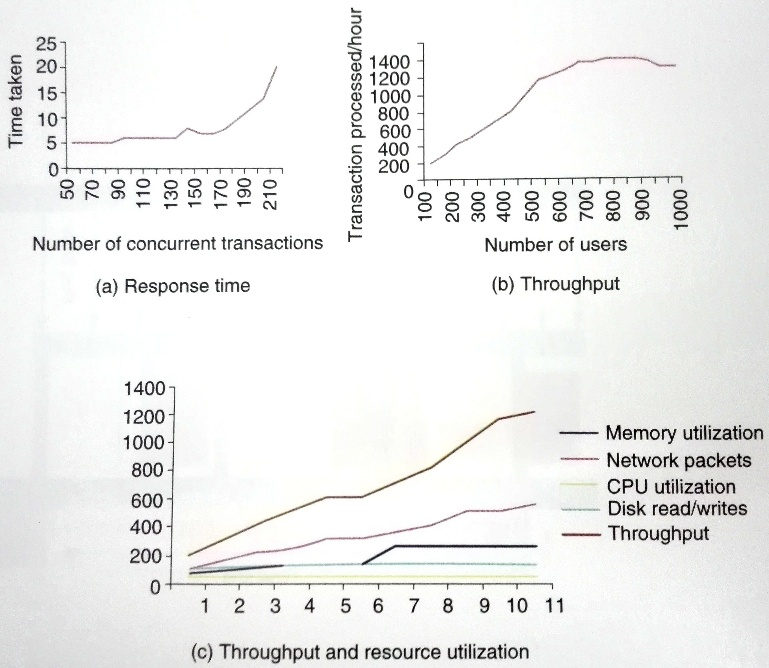 Time taken
25
20
15
10
5
0
50 70 90 110 130 150 170 190 210
Number of concurrent transactions
(a) Response time
Transaction processed/hour
1400
1200
1000
800
600
400
200
0
100 200 300 400 500 600 700 800 900 1000
Number of users
(b) Throughput
1400
1200
1000
800
600
400
200
0
1 2 3 4 5 6 7 8 9 10 11
Memory utilization
Network packets
CPU utilization
Disk read/writes
Throughput
(c) Throughput and resource utilization